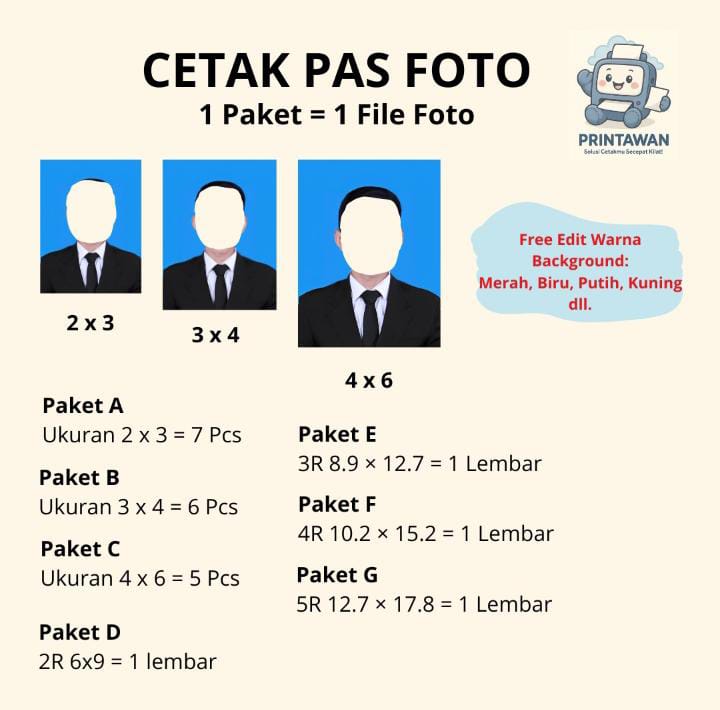 CETAK PAS FOTO
1 Paket = 1 File Foto
PRINTAWAN
Solusi Cetakmu Secepat Kilat!
Free Edit Warna
Background:
Merah, Biru, Putih, Kuning
dll.
2 x 3
3 x 4
4 x 6
Paket A
Ukuran 2 x 3 = 7 Pcs
Paket B
Ukuran 3 x 4 = 6 Pcs
Paket C
Ukuran 4 x 6 = 5 Pcs
Paket D
2R 6x9 = 1 lembar
Paket E
3R 8.9 × 12.7 = 1 Lembar
Paket F
4R 10.2 × 15.2 = 1 Lembar
Paket G
5R 12.7 × 17.8 = 1 Lembar